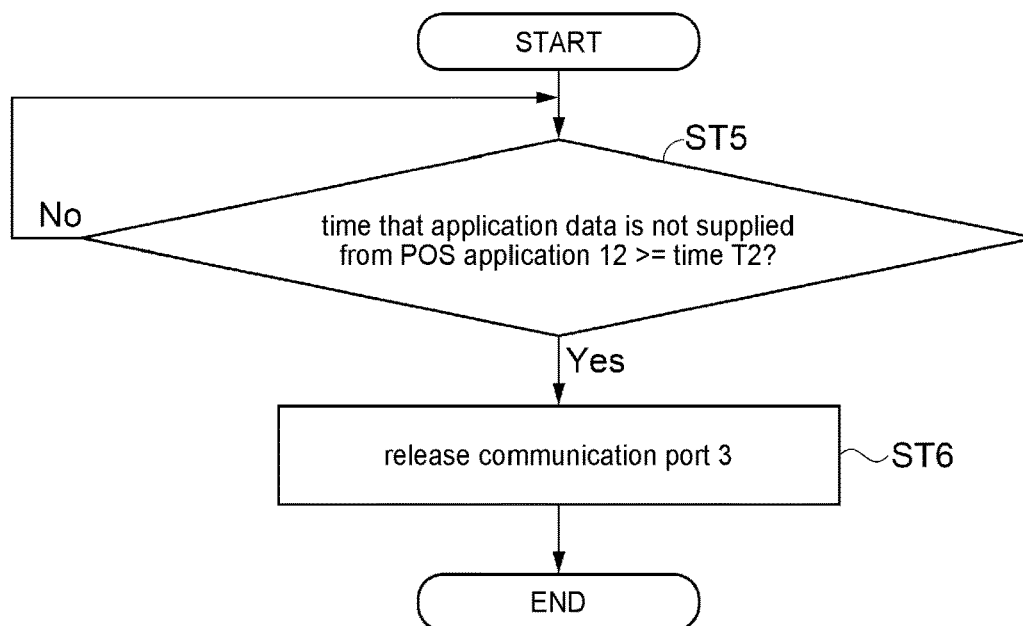 START
ST5
No
time that application data is not supplied
from POS application 12 >= time T2?
Yes
release communication port 3
ST6
END